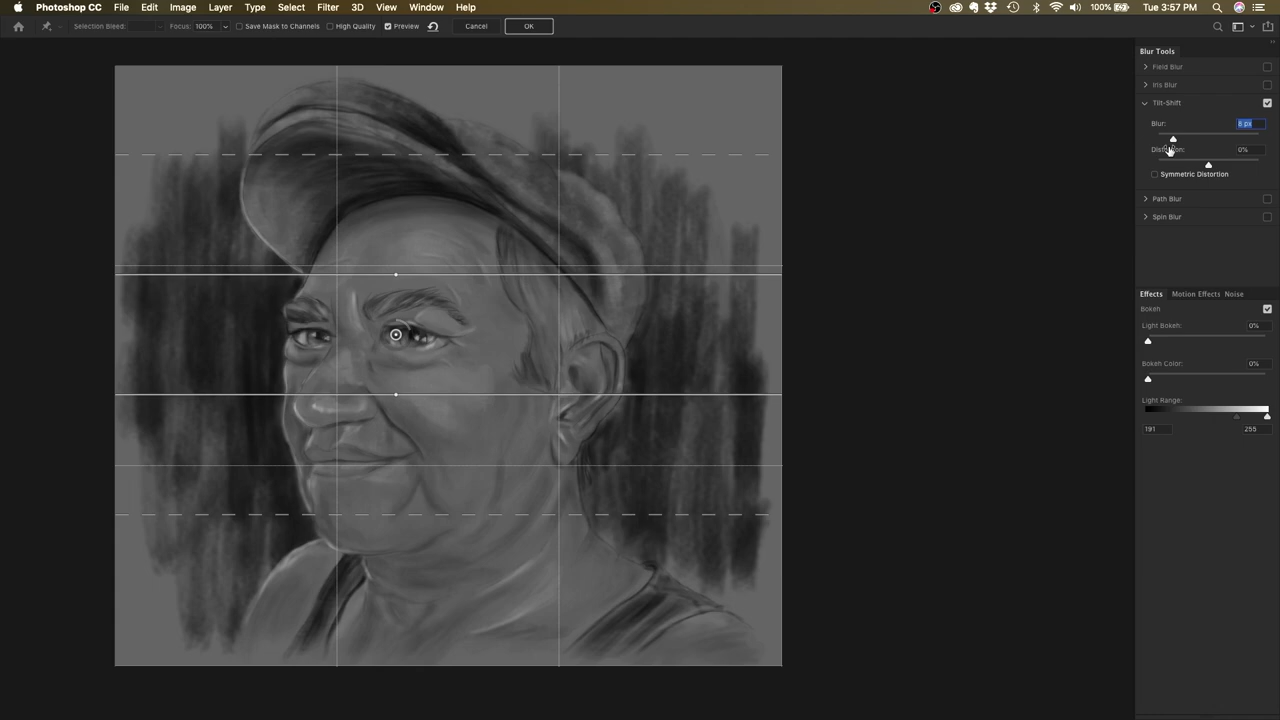 Photoshop CC File Edit Image Layer Type Select Filter 3D View Window Help 100% Tue 3:57 PM
Selection Bleed: Focus: 100% Save Mask to Channels High Quality Preview Cancel OK
Blur Tools
Field Blur
Iris Blur
Tilt-Shift
Blur: 8 px
Distortion: 0%
Symmetric Distortion
Path Blur
Spin Blur
Effects Motion Effects Noise
Bokeh
Light Bokeh: 0%
Bokeh Color: 0%
Light Range:
191 255